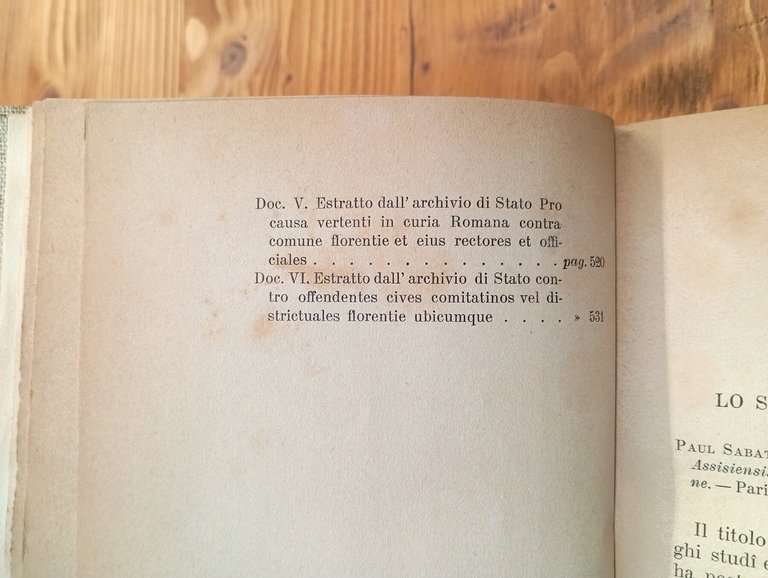 Doc. V. Estratto dall'archivio di Stato Pro
causa vertenti in curia Romana contra
comune florentie et eius rectores et offi-
ciales . . . . . . . . . . . . . . pag. 520
Doc. VI. Estratto dall'archivio di Stato con-
tro offendentes cives comitatinos vel di-
strictuales florentie ubicumque . . . . » 531
LO S
PAUL SABAT
Assisiensi
ne. — Pari
Il titolo
ghi studî e
ha